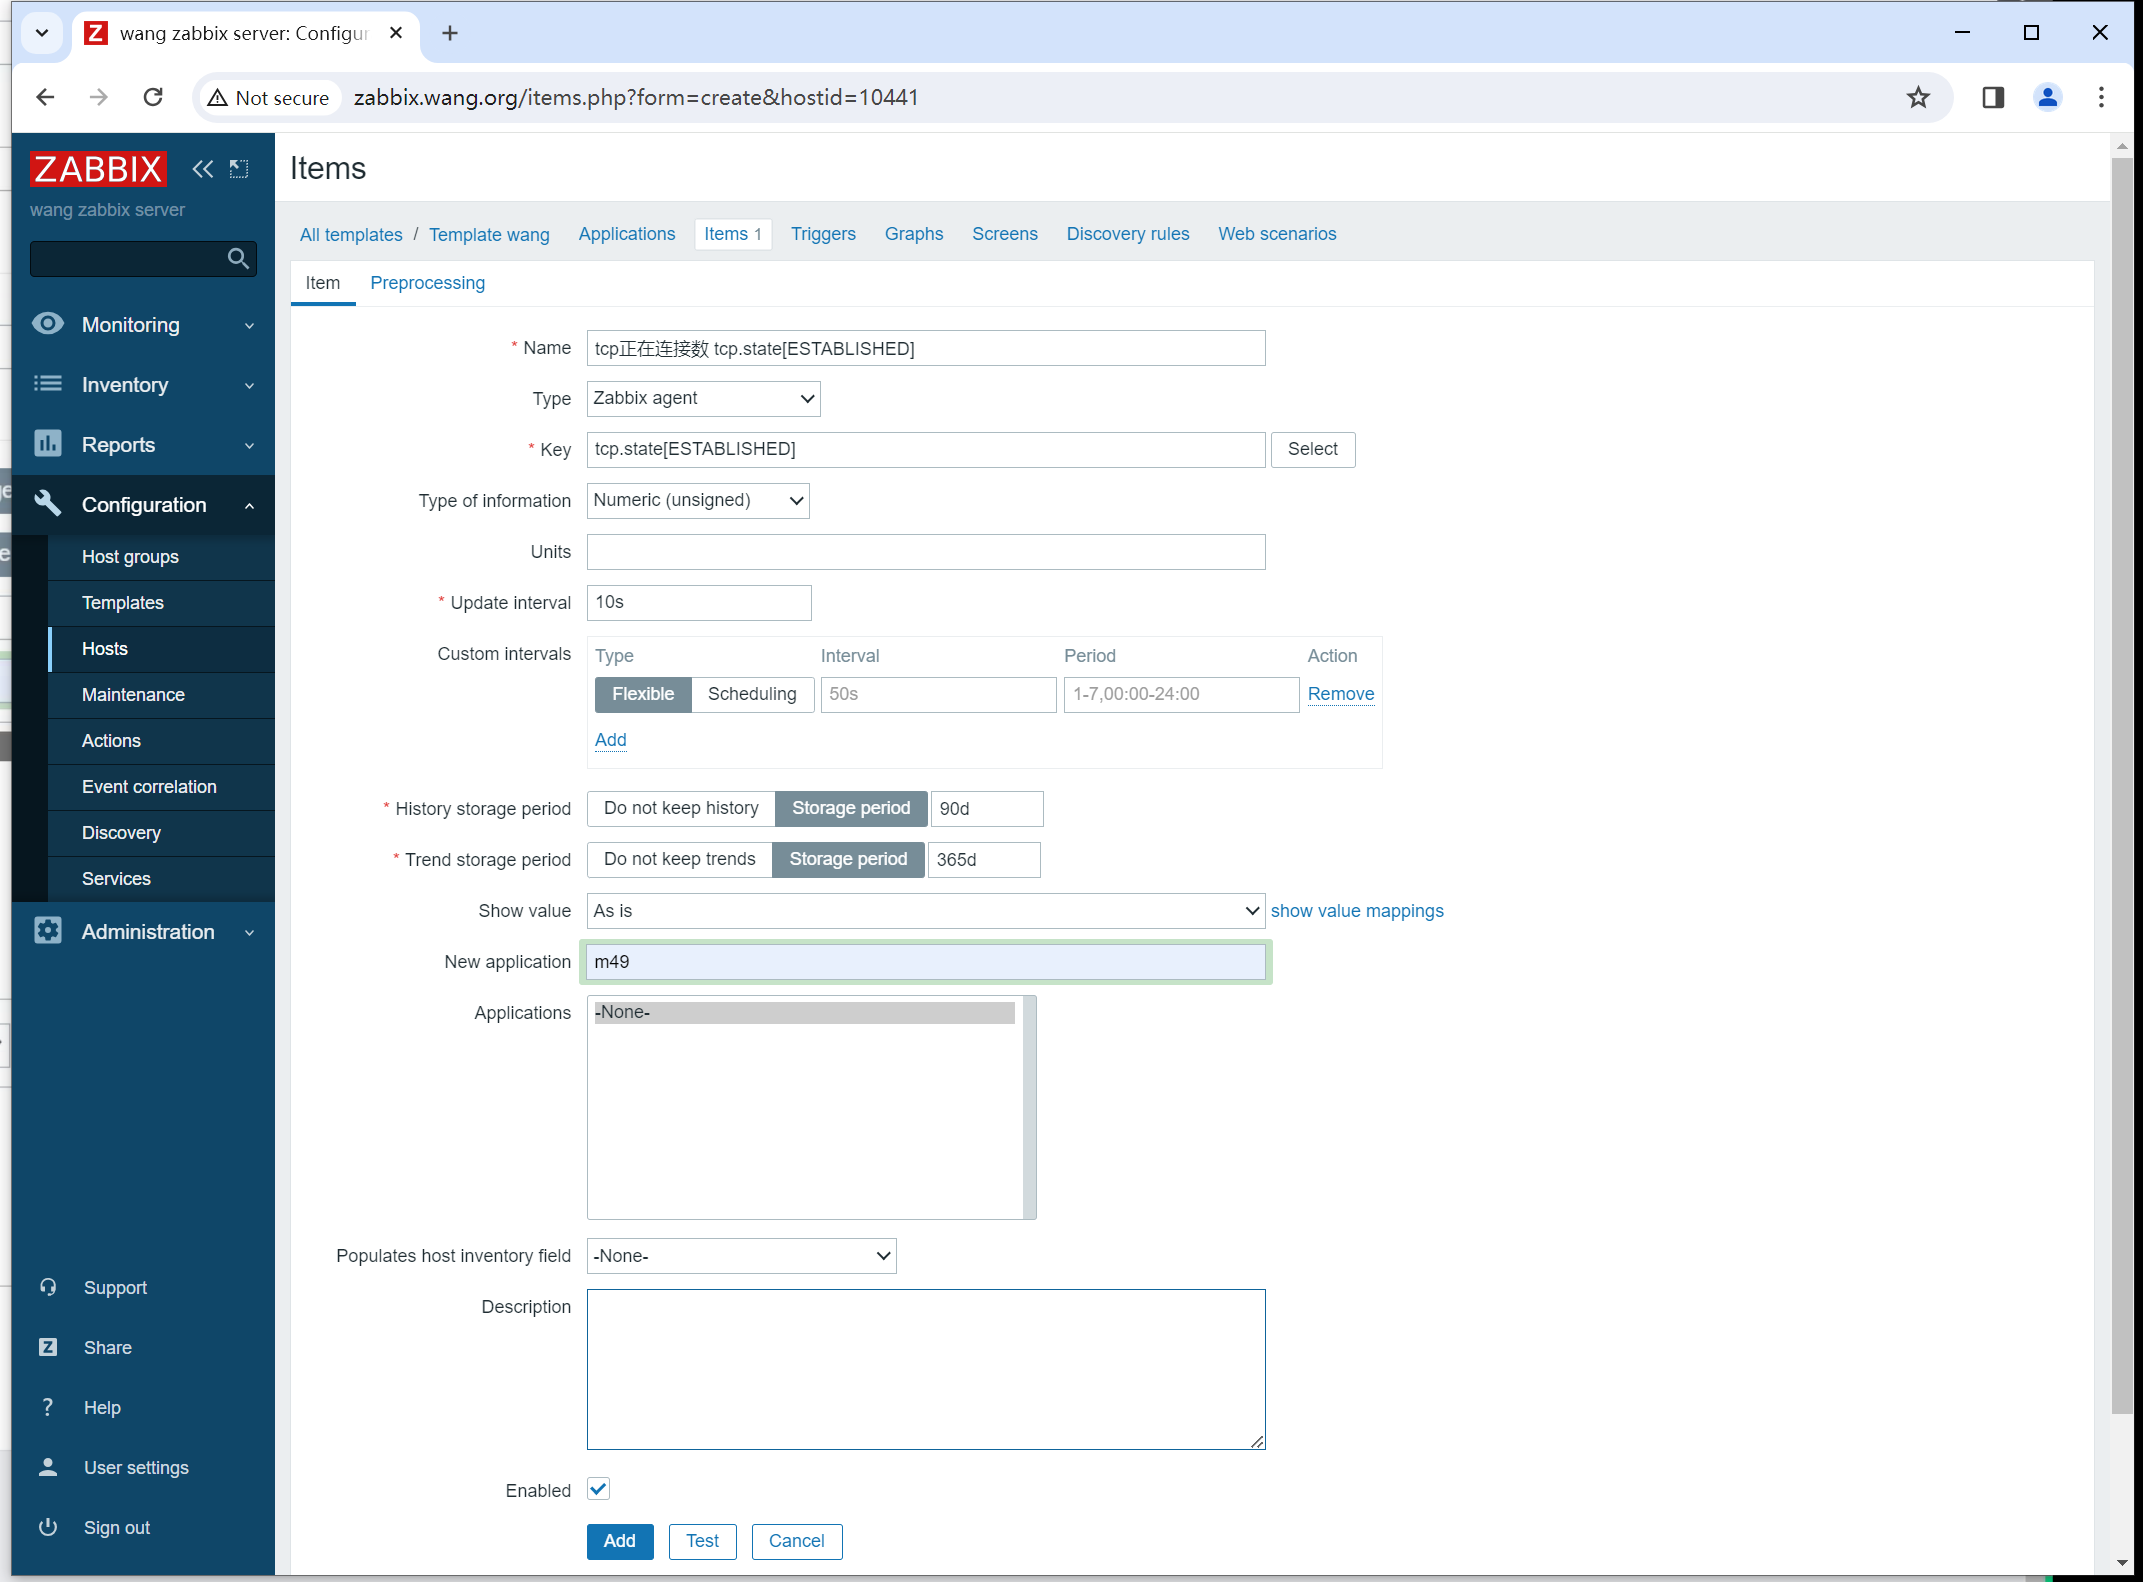 wang zabbix server: Configur
Not secure
zabbix.wang.org/items.php?form=create&hostid=10441
ZABBIX
wang zabbix server
Monitoring
Inventory
Reports
Configuration
Host groups
Templates
Hosts
Maintenance
Actions
Event correlation
Discovery
Services
Administration
Support
Share
Help
User settings
Sign out
Items
All templates / Template wang Applications Items 1 Triggers Graphs Screens Discovery rules Web scenarios
Item Preprocessing
* Name tcp正在连接数 tcp.state[ESTABLISHED]
Type Zabbix agent
* Key tcp.state[ESTABLISHED] Select
Type of information Numeric (unsigned)
Units
* Update interval 10s
Custom intervals Type Interval Period Action
Flexible Scheduling 50s 1-7,00:00-24:00 Remove
Add
* History storage period Do not keep history Storage period 90d
* Trend storage period Do not keep trends Storage period 365d
Show value As is show value mappings
New application m49
Applications -None-
Populates host inventory field -None-
Description
Enabled
Add Test Cancel